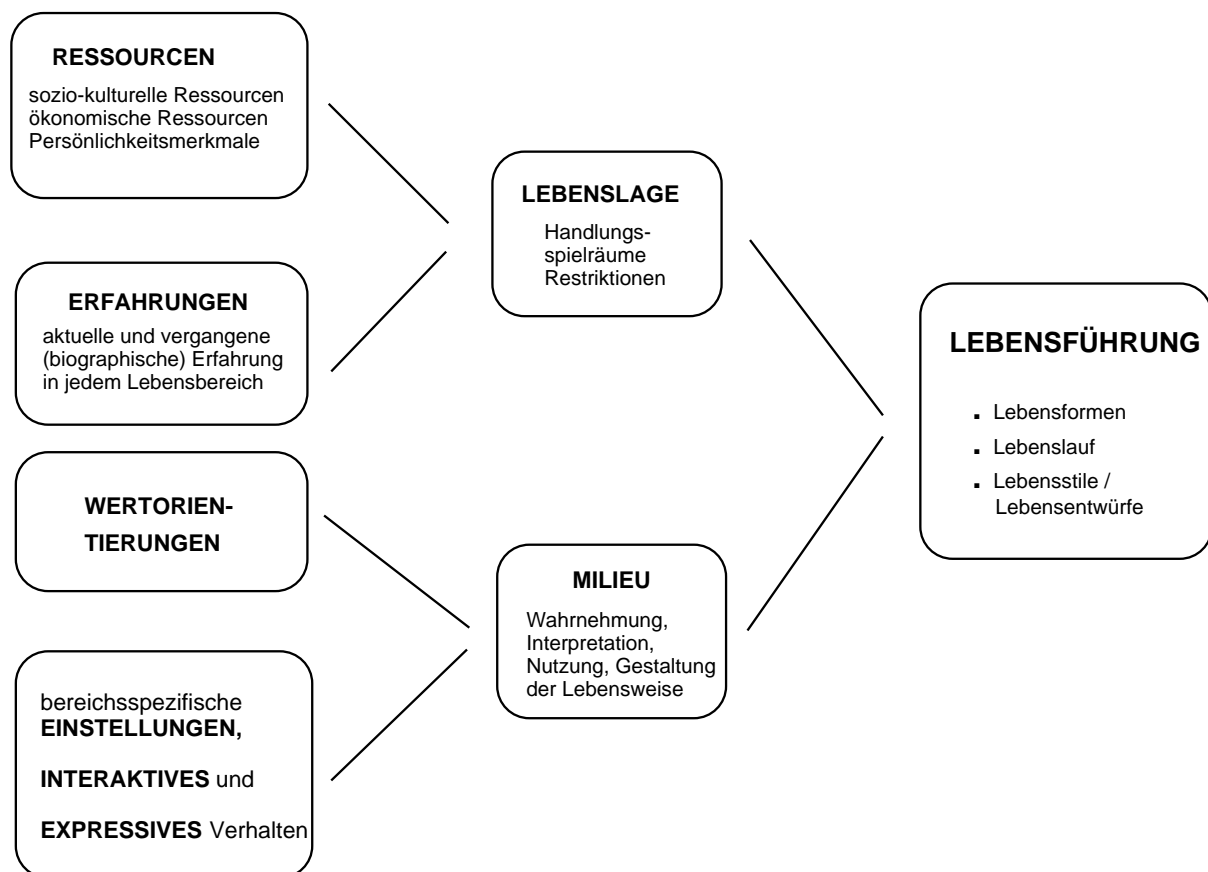 RESSOURCEN
sozio-kulturelle Ressourcen
ökonomische Ressourcen
Persönlichkeitsmerkmale
ERFAHRUNGEN
aktuelle und vergangene
(biographische) Erfahrung
in jedem Lebensbereich
WERTORIEN-
TIERUNGEN
bereichsspezifische
EINSTELLUNGEN,
INTERAKTIVES und
EXPRESSIVES Verhalten
LEBENSLAGE
Handlungs-
spielräume
Restriktionen
MILIEU
Wahrnehmung,
Interpretation,
Nutzung, Gestaltung
der Lebensweise
LEBENSFÜHRUNG
▪ Lebensformen
▪ Lebenslauf
▪ Lebensstile /
Lebensentwürfe